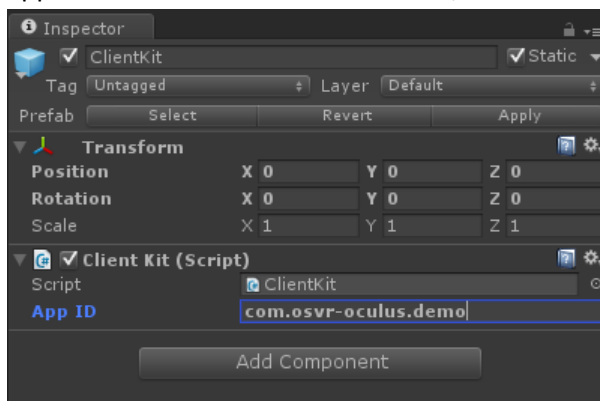 Inspector
ClientKit Static
Tag Untagged Layer Default
Prefab Select Revert Apply
Transform
Position X 0 Y 0 Z 0
Rotation X 0 Y 0 Z 0
Scale X 1 Y 1 Z 1
Client Kit (Script)
Script ClientKit
App ID com.osvr-oculus.demo
Add Component